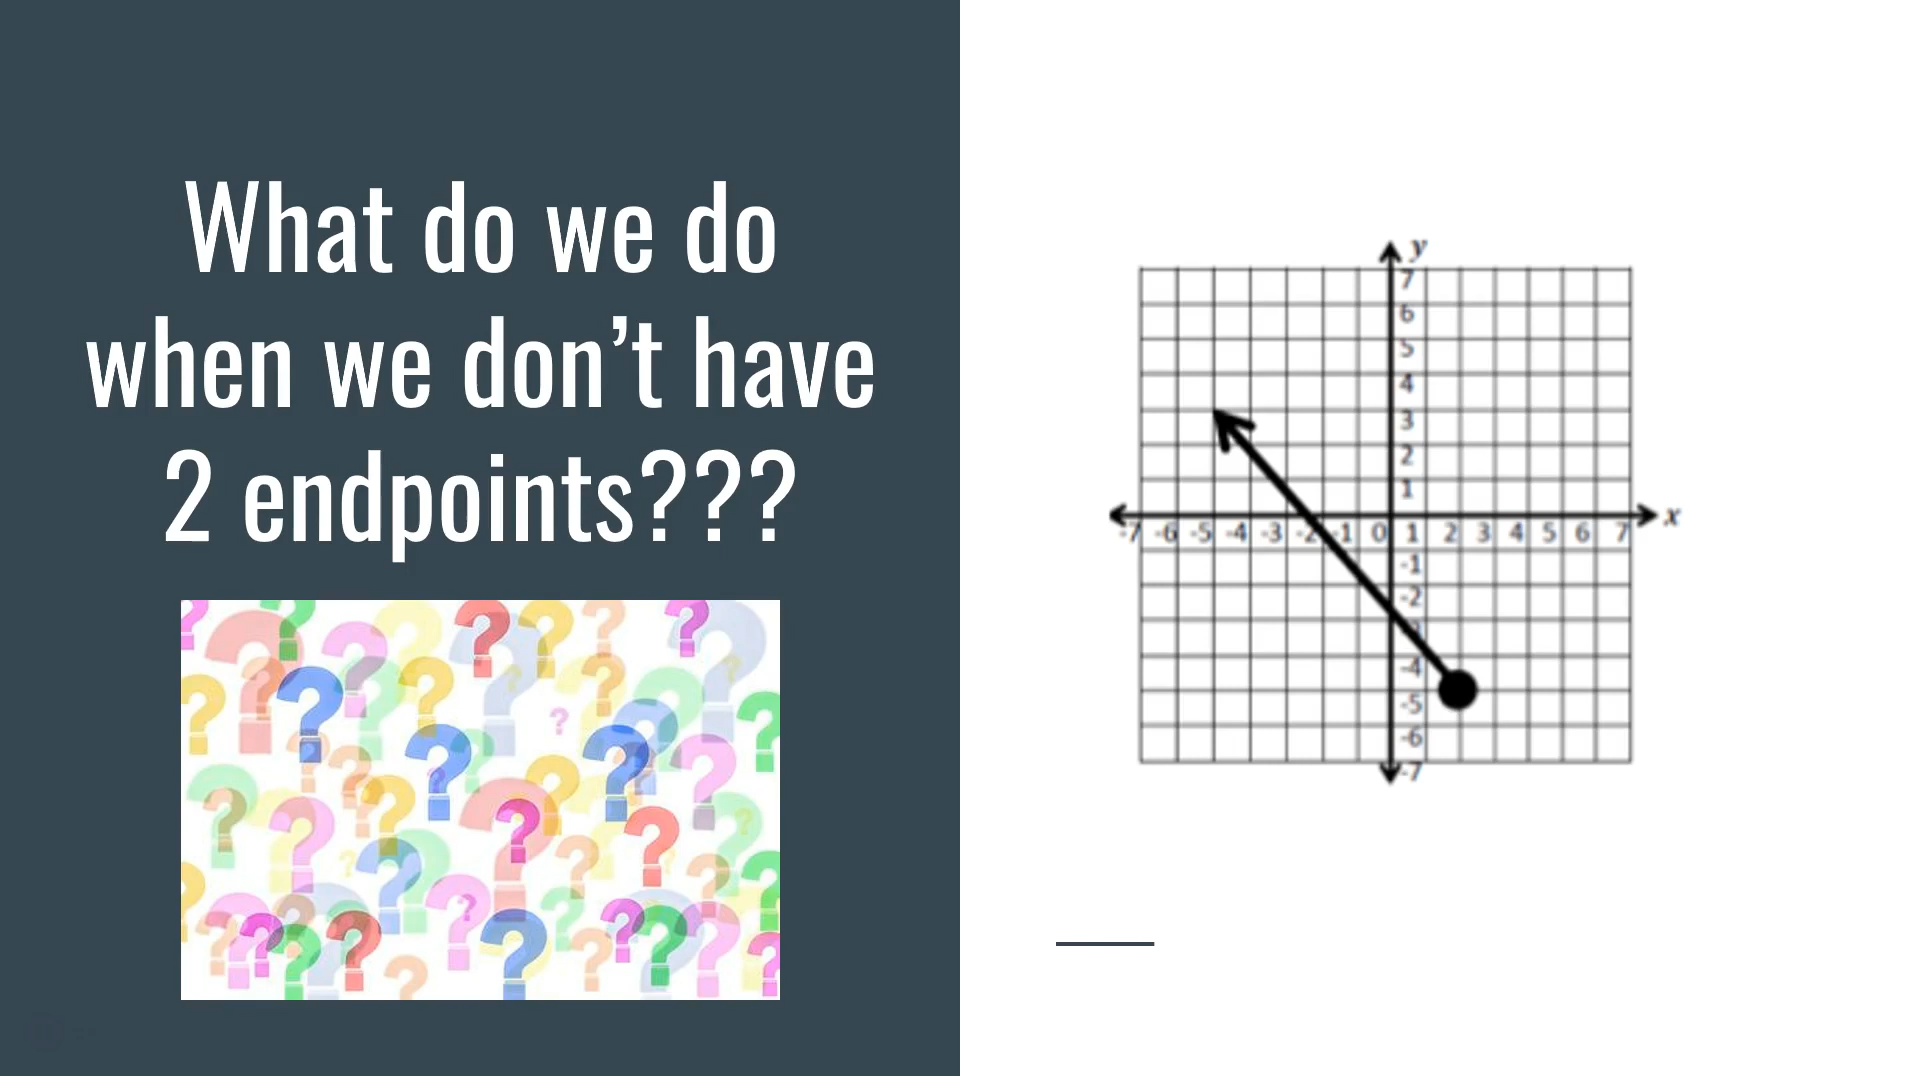 What do we do
when we don’t have
2 endpoints???
y
7
6
5
4
3
2
1
x
-7 -6 -5 -4 -3 -2 -1 0 1 2 3 4 5 6 7
-1
-2
-4
-5
-6
-7